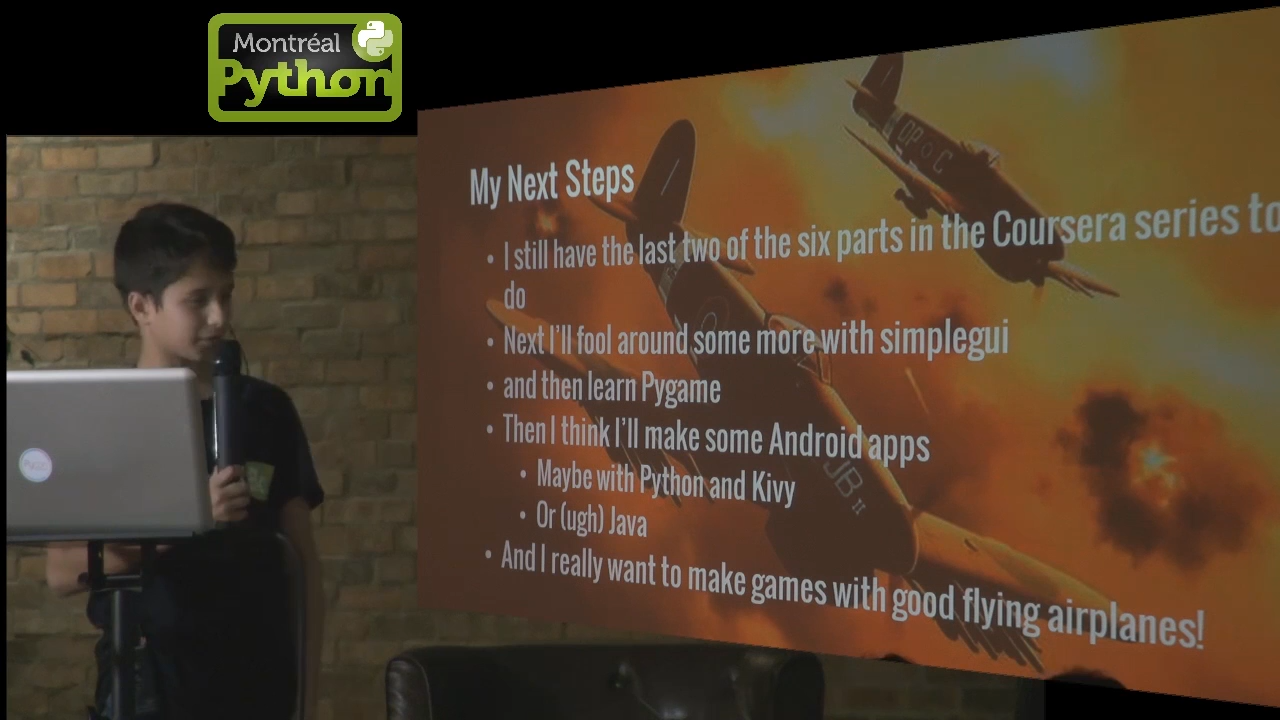 Montréal
Python
My Next Steps
• I still have the last two of the six parts in the Coursera series to
do
• Next I'll fool around some more with simplegui
• and then learn Pygame
• Then I think I'll make some Android apps
• Maybe with Python and Kivy
• Or (ugh) Java
• And I really want to make games with good flying airplanes!
JB II